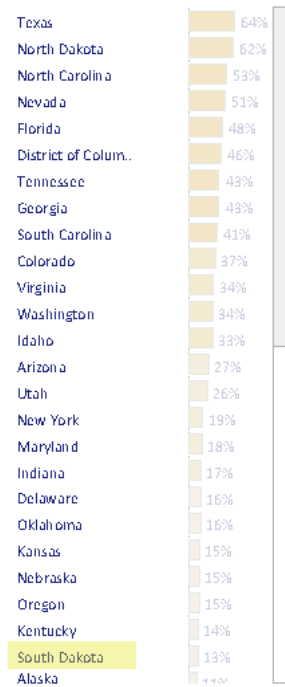 Texas 64%
North Dakota 62%
North Carolina 53%
Nevada 51%
Florida 48%
District of Colum.. 46%
Tennessee 43%
Georgia 43%
South Carolina 41%
Colorado 37%
Virginia 34%
Washington 34%
Idaho 33%
Arizona 27%
Utah 26%
New York 19%
Maryland 18%
Indiana 17%
Delaware 16%
Oklahoma 16%
Kansas 15%
Nebraska 15%
Oregon 15%
Kentucky 14%
South Dakota 13%
Alaska 11%